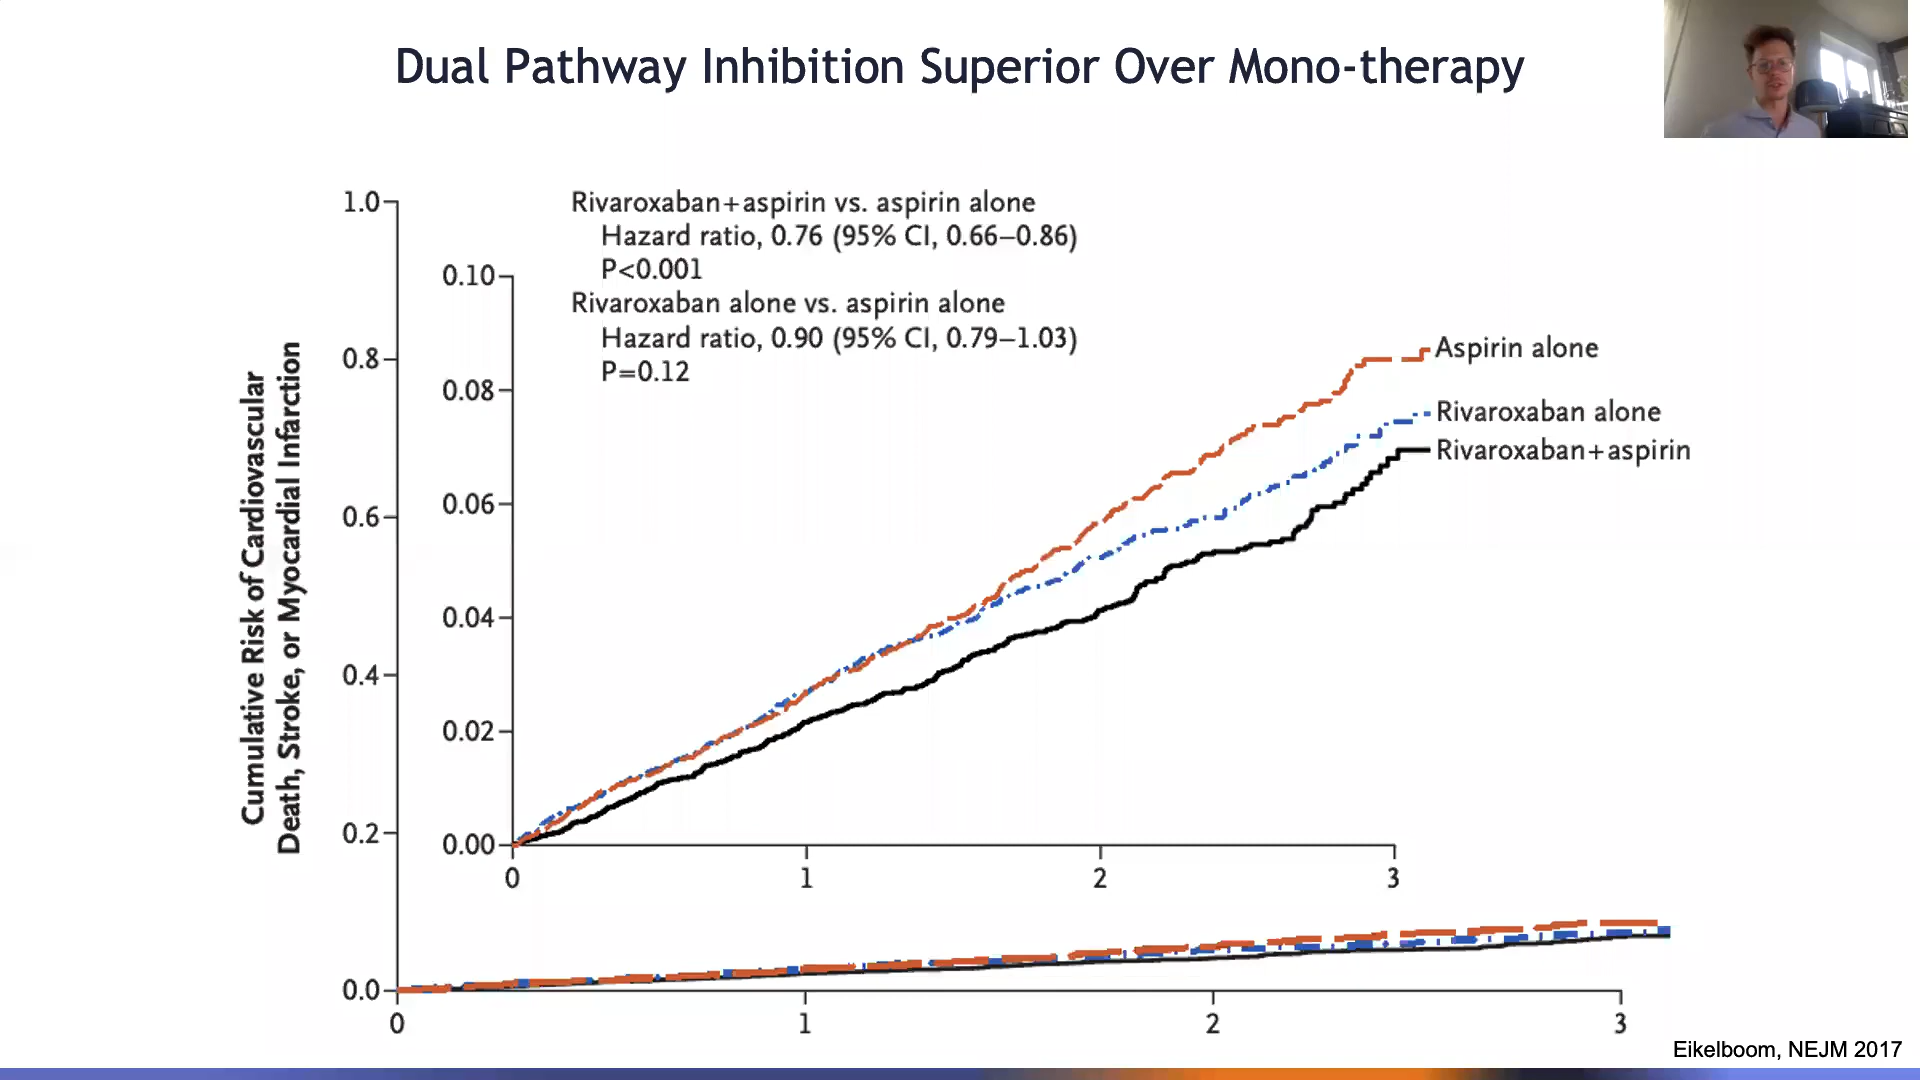 Dual Pathway Inhibition Superior Over Mono-therapy
Rivaroxaban+aspirin vs. aspirin alone
Hazard ratio, 0.76 (95% CI, 0.66–0.86)
P<0.001
Rivaroxaban alone vs. aspirin alone
Hazard ratio, 0.90 (95% CI, 0.79–1.03)
P=0.12
Cumulative Risk of Cardiovascular
Death, Stroke, or Myocardial Infarction
1.0
0.8
0.6
0.4
0.2
0.0
0.10
0.08
0.06
0.04
0.02
0.00
Aspirin alone
Rivaroxaban alone
Rivaroxaban+aspirin
0 1 2 3
0 1 2 3
Eikelboom, NEJM 2017